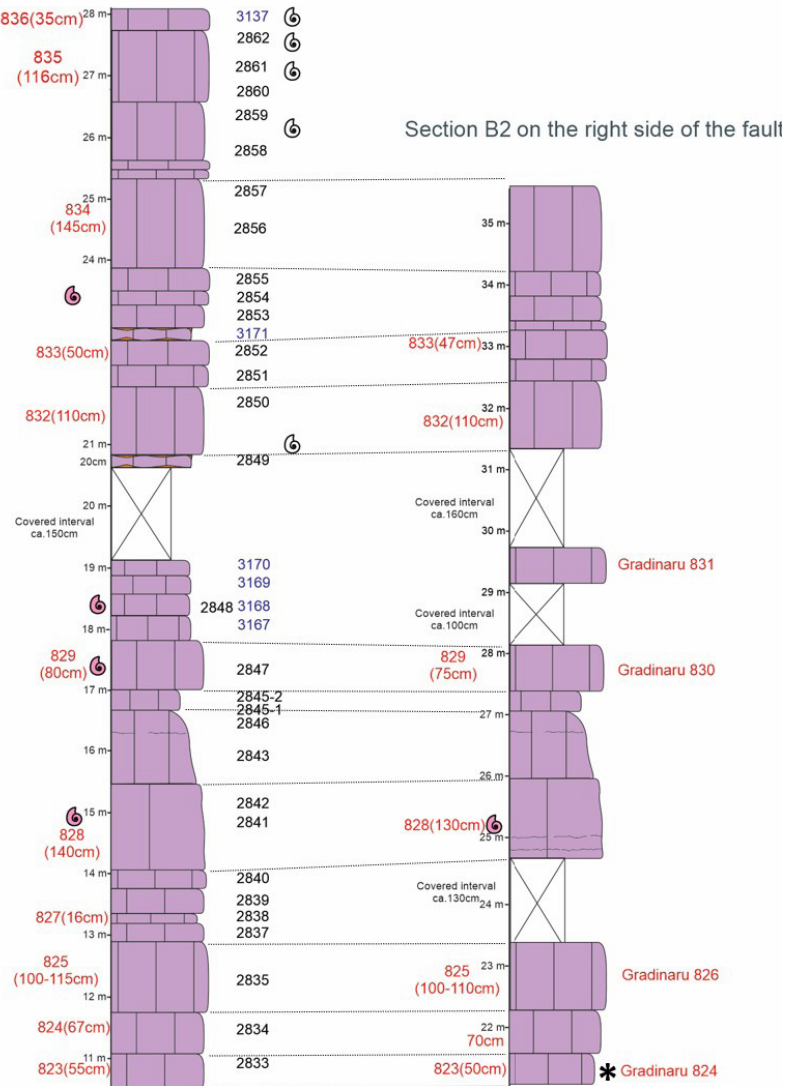 836(35cm)
28 m
3137
2862
835
(116cm)
27 m
2861
2860
2859
26 m
2858
Section B2 on the right side of the fault
25 m
2857
834
(145cm)
2856
24 m
2855
2854
2853
3171
833(50cm)
2852
2851
2850
832(110cm)
21 m
20cm
2849
20 m
Covered interval
ca.150cm
19 m
3170
3169
2848 3168
18 m
3167
829
(80cm)
2847
17 m
2845-2
2845-1
2846
16 m
2843
2842
15 m
2841
828
(140cm)
14 m
2840
2839
827(16cm)
2838
13 m
2837
825
(100-115cm)
2835
12 m
824(67cm)
2834
11 m
823(55cm)
2833
35 m
34 m
833(47cm)
33 m
32 m
832(110cm)
31 m
Covered interval
ca.160cm
30 m
Gradinaru 831
29 m
Covered interval
ca.100cm
28 m
829
(75cm)
Gradinaru 830
27 m
26 m
828(130cm)
25 m
Covered interval
ca.130cm
24 m
23 m
825
(100-110cm)
Gradinaru 826
22 m
70cm
823(50cm)
* Gradinaru 824